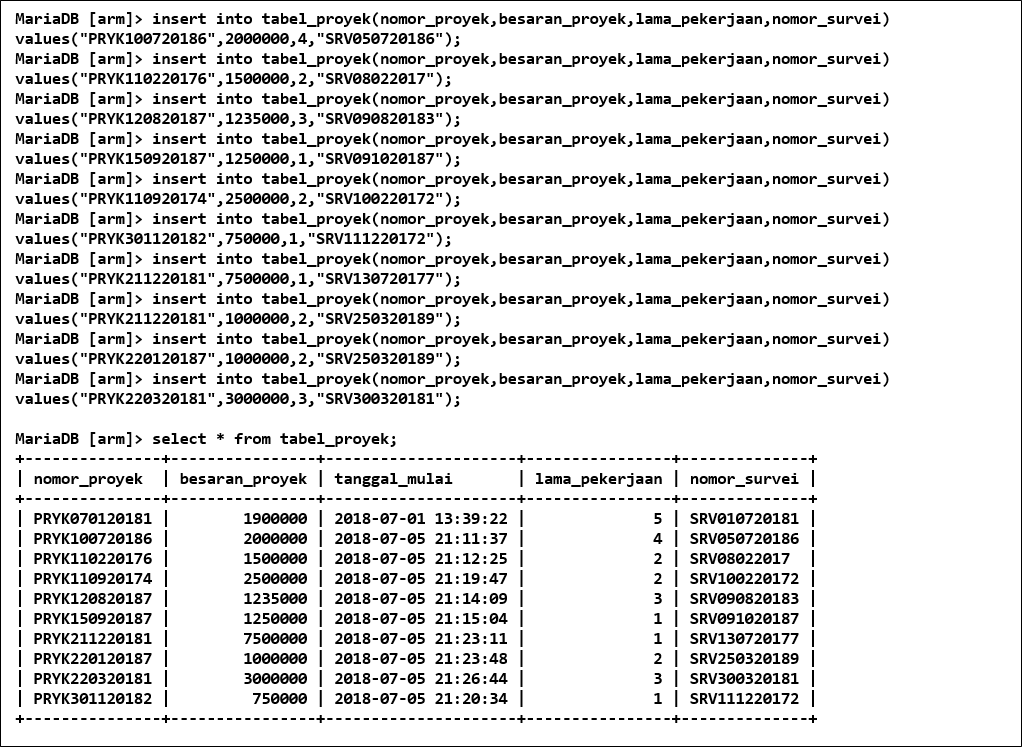 MariaDB [arm]> insert into tabel_proyek(nomor_proyek,besaran_proyek,lama_pekerjaan,nomor_survei)
values("PRYK100720186",2000000,4,"SRV050720186");
MariaDB [arm]> insert into tabel_proyek(nomor_proyek,besaran_proyek,lama_pekerjaan,nomor_survei)
values("PRYK110220176",1500000,2,"SRV08022017");
MariaDB [arm]> insert into tabel_proyek(nomor_proyek,besaran_proyek,lama_pekerjaan,nomor_survei)
values("PRYK120820187",1235000,3,"SRV090820183");
MariaDB [arm]> insert into tabel_proyek(nomor_proyek,besaran_proyek,lama_pekerjaan,nomor_survei)
values("PRYK150920187",1250000,1,"SRV091020187");
MariaDB [arm]> insert into tabel_proyek(nomor_proyek,besaran_proyek,lama_pekerjaan,nomor_survei)
values("PRYK110920174",2500000,2,"SRV100220172");
MariaDB [arm]> insert into tabel_proyek(nomor_proyek,besaran_proyek,lama_pekerjaan,nomor_survei)
values("PRYK301120182",750000,1,"SRV111220172");
MariaDB [arm]> insert into tabel_proyek(nomor_proyek,besaran_proyek,lama_pekerjaan,nomor_survei)
values("PRYK211220181",7500000,1,"SRV130720177");
MariaDB [arm]> insert into tabel_proyek(nomor_proyek,besaran_proyek,lama_pekerjaan,nomor_survei)
values("PRYK211220181",1000000,2,"SRV250320189");
MariaDB [arm]> insert into tabel_proyek(nomor_proyek,besaran_proyek,lama_pekerjaan,nomor_survei)
values("PRYK220120187",1000000,2,"SRV250320189");
MariaDB [arm]> insert into tabel_proyek(nomor_proyek,besaran_proyek,lama_pekerjaan,nomor_survei)
values("PRYK220320181",3000000,3,"SRV300320181");
MariaDB [arm]> select * from tabel_proyek;
+---------------+----------------+---------------------+----------------+--------------+
| nomor_proyek | besaran_proyek | tanggal_mulai | lama_pekerjaan | nomor_survei |
+---------------+----------------+---------------------+----------------+--------------+
| PRYK070120181 | 1900000 | 2018-07-01 13:39:22 | 5 | SRV010720181 |
| PRYK100720186 | 2000000 | 2018-07-05 21:11:37 | 4 | SRV050720186 |
| PRYK110220176 | 1500000 | 2018-07-05 21:12:25 | 2 | SRV08022017 |
| PRYK110920174 | 2500000 | 2018-07-05 21:19:47 | 2 | SRV100220172 |
| PRYK120820187 | 1235000 | 2018-07-05 21:14:09 | 3 | SRV090820183 |
| PRYK150920187 | 1250000 | 2018-07-05 21:15:04 | 1 | SRV091020187 |
| PRYK211220181 | 7500000 | 2018-07-05 21:23:11 | 1 | SRV130720177 |
| PRYK220120187 | 1000000 | 2018-07-05 21:23:48 | 2 | SRV250320189 |
| PRYK220320181 | 3000000 | 2018-07-05 21:26:44 | 3 | SRV300320181 |
| PRYK301120182 | 750000 | 2018-07-05 21:20:34 | 1 | SRV111220172 |
+---------------+----------------+---------------------+----------------+--------------+